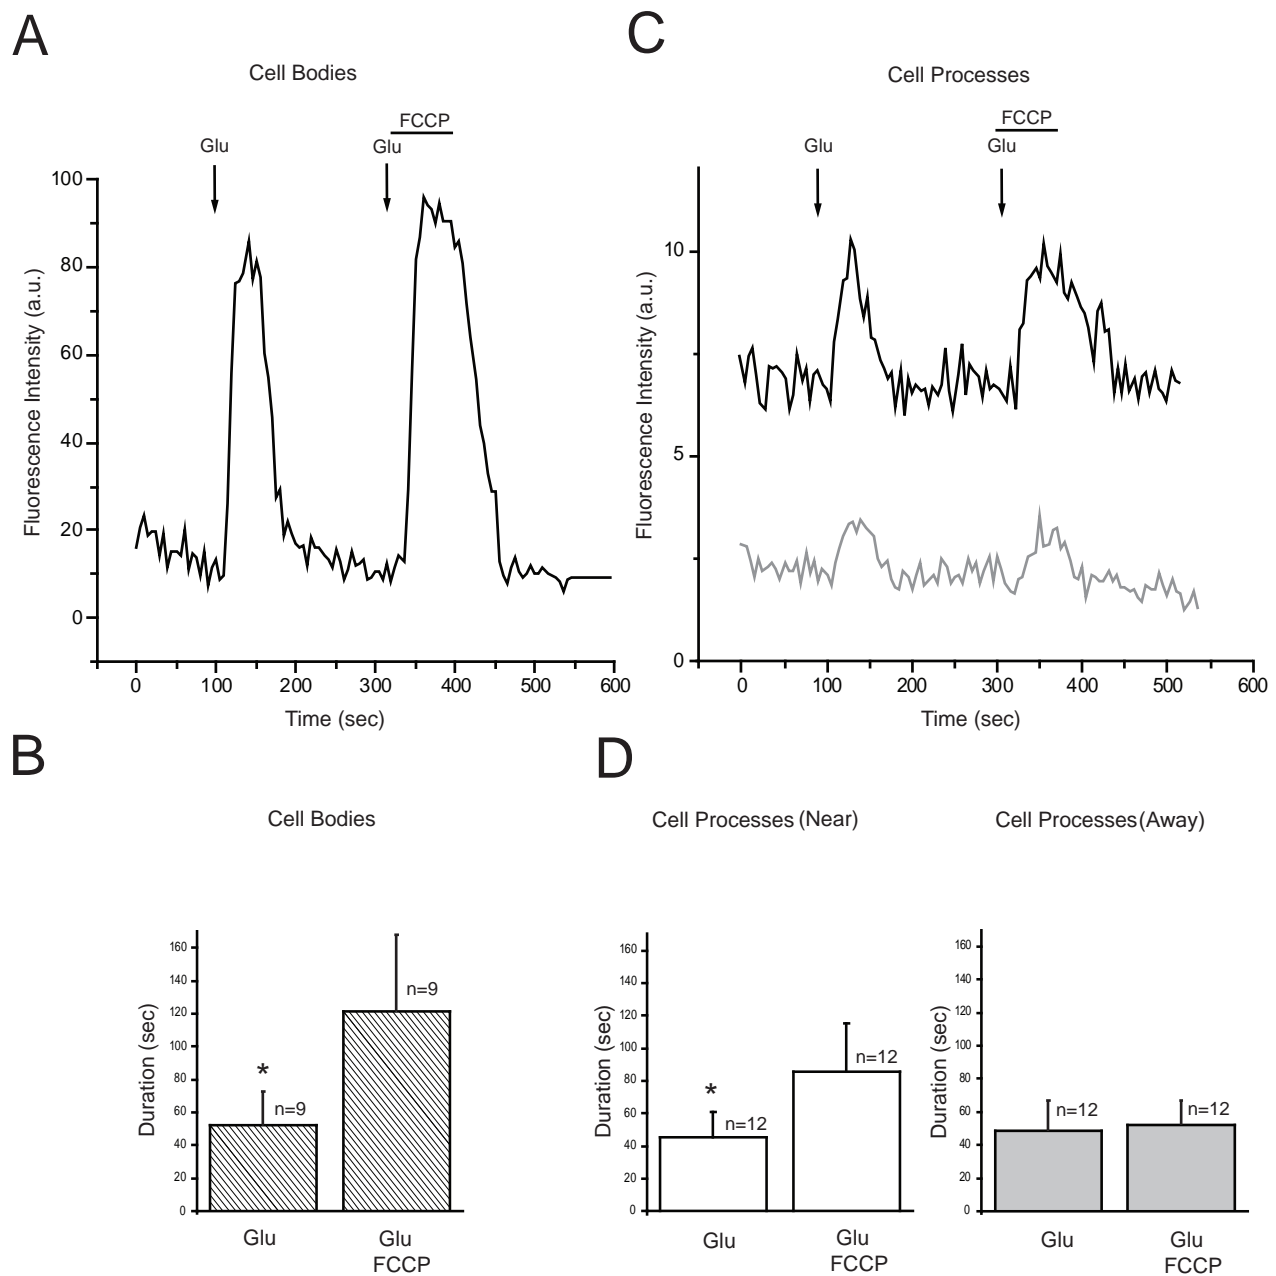 A
Cell Bodies
FCCP
Glu
Glu
100
80
60
40
20
0
Fluorescence Intensity (a.u.)
0 100 200 300 400 500 600
Time (sec)
C
Cell Processes
FCCP
Glu
Glu
10
5
0
Fluorescence Intensity (a.u.)
0 100 200 300 400 500 600
Time (sec)
B
Cell Bodies
160
140
120
100
80
60
40
20
0
Duration (sec)
*
n=9
n=9
Glu
Glu
FCCP
D
Cell Processes (Near)
160
140
120
100
80
60
40
20
0
Duration (sec)
*
n=12
n=12
Glu
Glu
FCCP
Cell Processes (Away)
160
140
120
100
80
60
40
20
0
Duration (sec)
n=12
n=12
Glu
Glu
FCCP